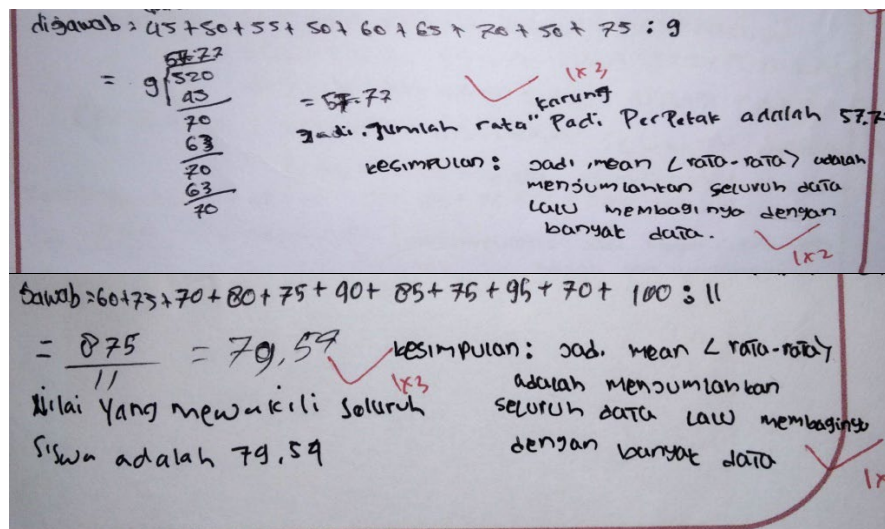 dijawab: 45+50+55+50+60+65+70+50+75 : 9
57.77
= 9√520
45
70
63
70
63
70
= 57.77
1x3
karung
Jadi. Jumlah rata" Padi PerPetak adalah 57.7
kesimpulan: Jadi, mean (rata-rata) adalah
menjumlahkan seluruh data
Lalu membaginya dengan
banyak data.
1x2
Jawab: 60+75+70+80+75+90+85+75+95+70+100 : 11
= 875/11 = 79,54
1x3
Nilai yang mewakili seluruh
Siswa adalah 79,54
kesimpulan: Jadi, mean (rata-rata)
adalah menjumlahkan
seluruh data Lalu membaginya
dengan banyak data
1x